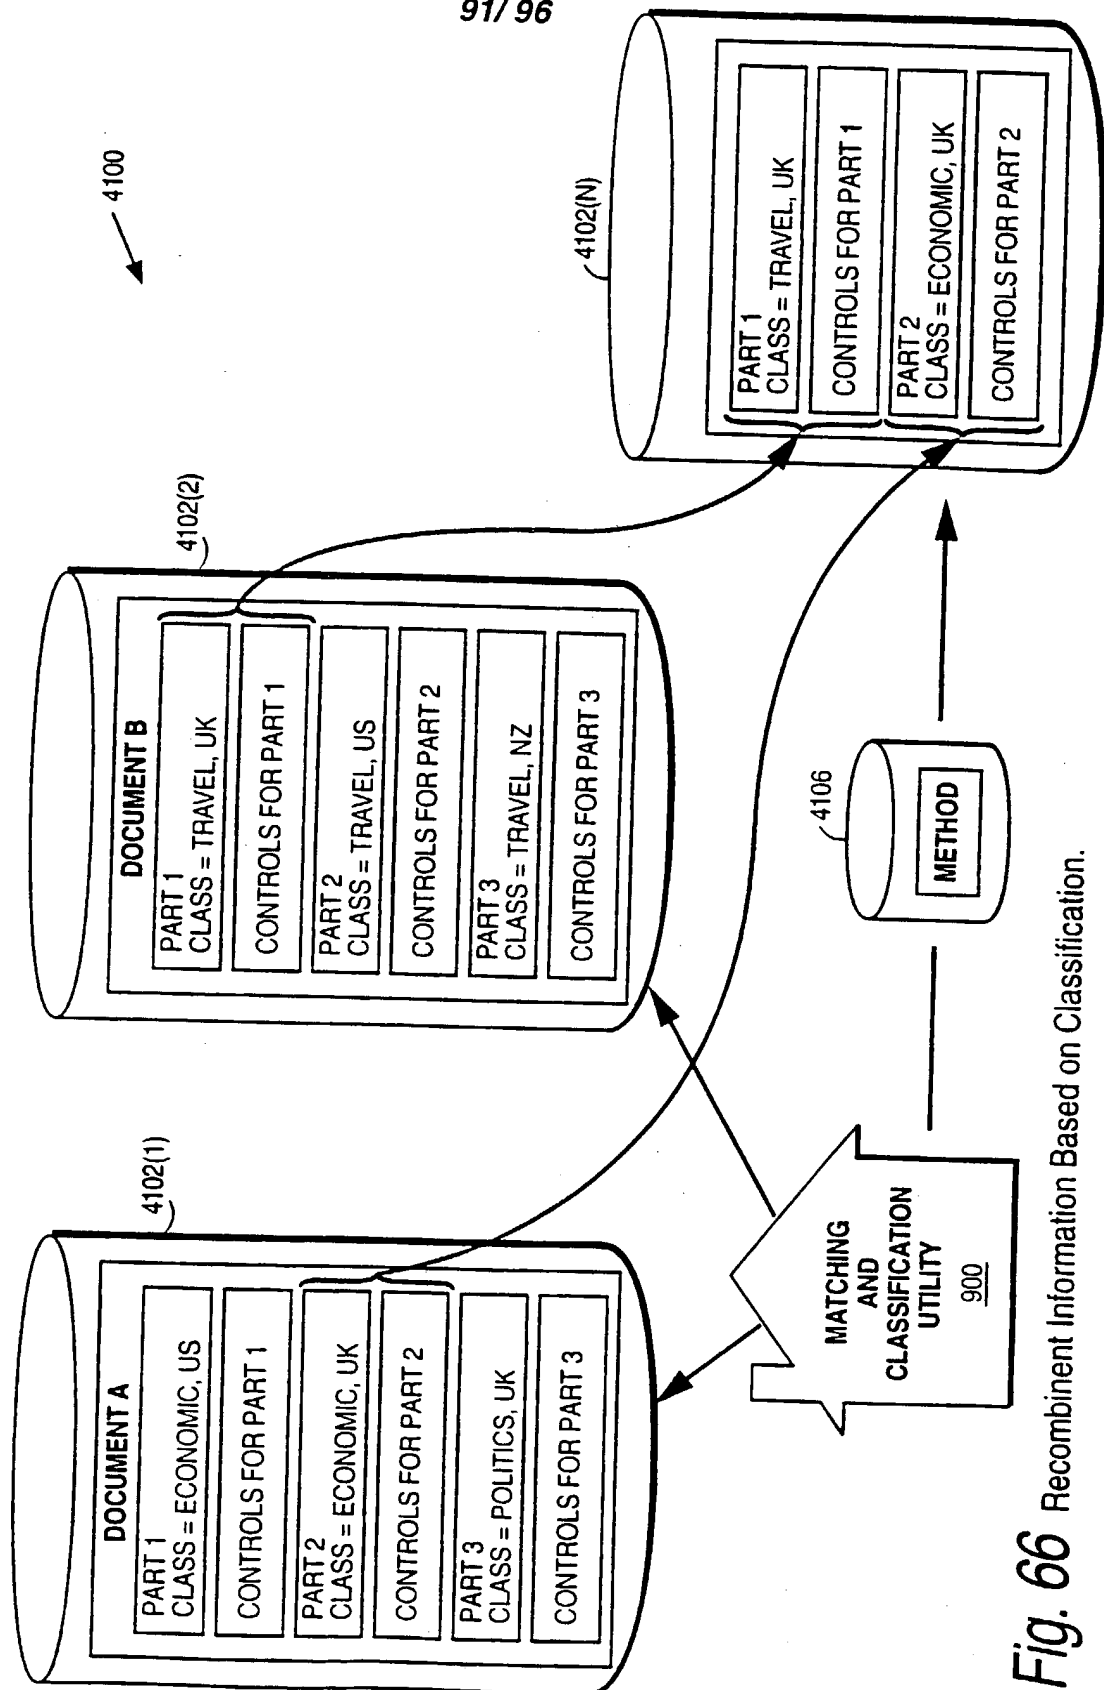 91/96
4100
4102(1)
DOCUMENT A
PART 1
CLASS = ECONOMIC, US
CONTROLS FOR PART 1
PART 2
CLASS = ECONOMIC, UK
CONTROLS FOR PART 2
PART 3
CLASS = POLITICS, UK
CONTROLS FOR PART 3
4102(2)
DOCUMENT B
PART 1
CLASS = TRAVEL, UK
CONTROLS FOR PART 1
PART 2
CLASS = TRAVEL, US
CONTROLS FOR PART 2
PART 3
CLASS = TRAVEL, NZ
CONTROLS FOR PART 3
4102(N)
PART 1
CLASS = TRAVEL, UK
CONTROLS FOR PART 1
PART 2
CLASS = ECONOMIC, UK
CONTROLS FOR PART 2
MATCHING
AND
CLASSIFICATION
UTILITY
900
4106
METHOD
Fig. 66 Recombinent Information Based on Classification.